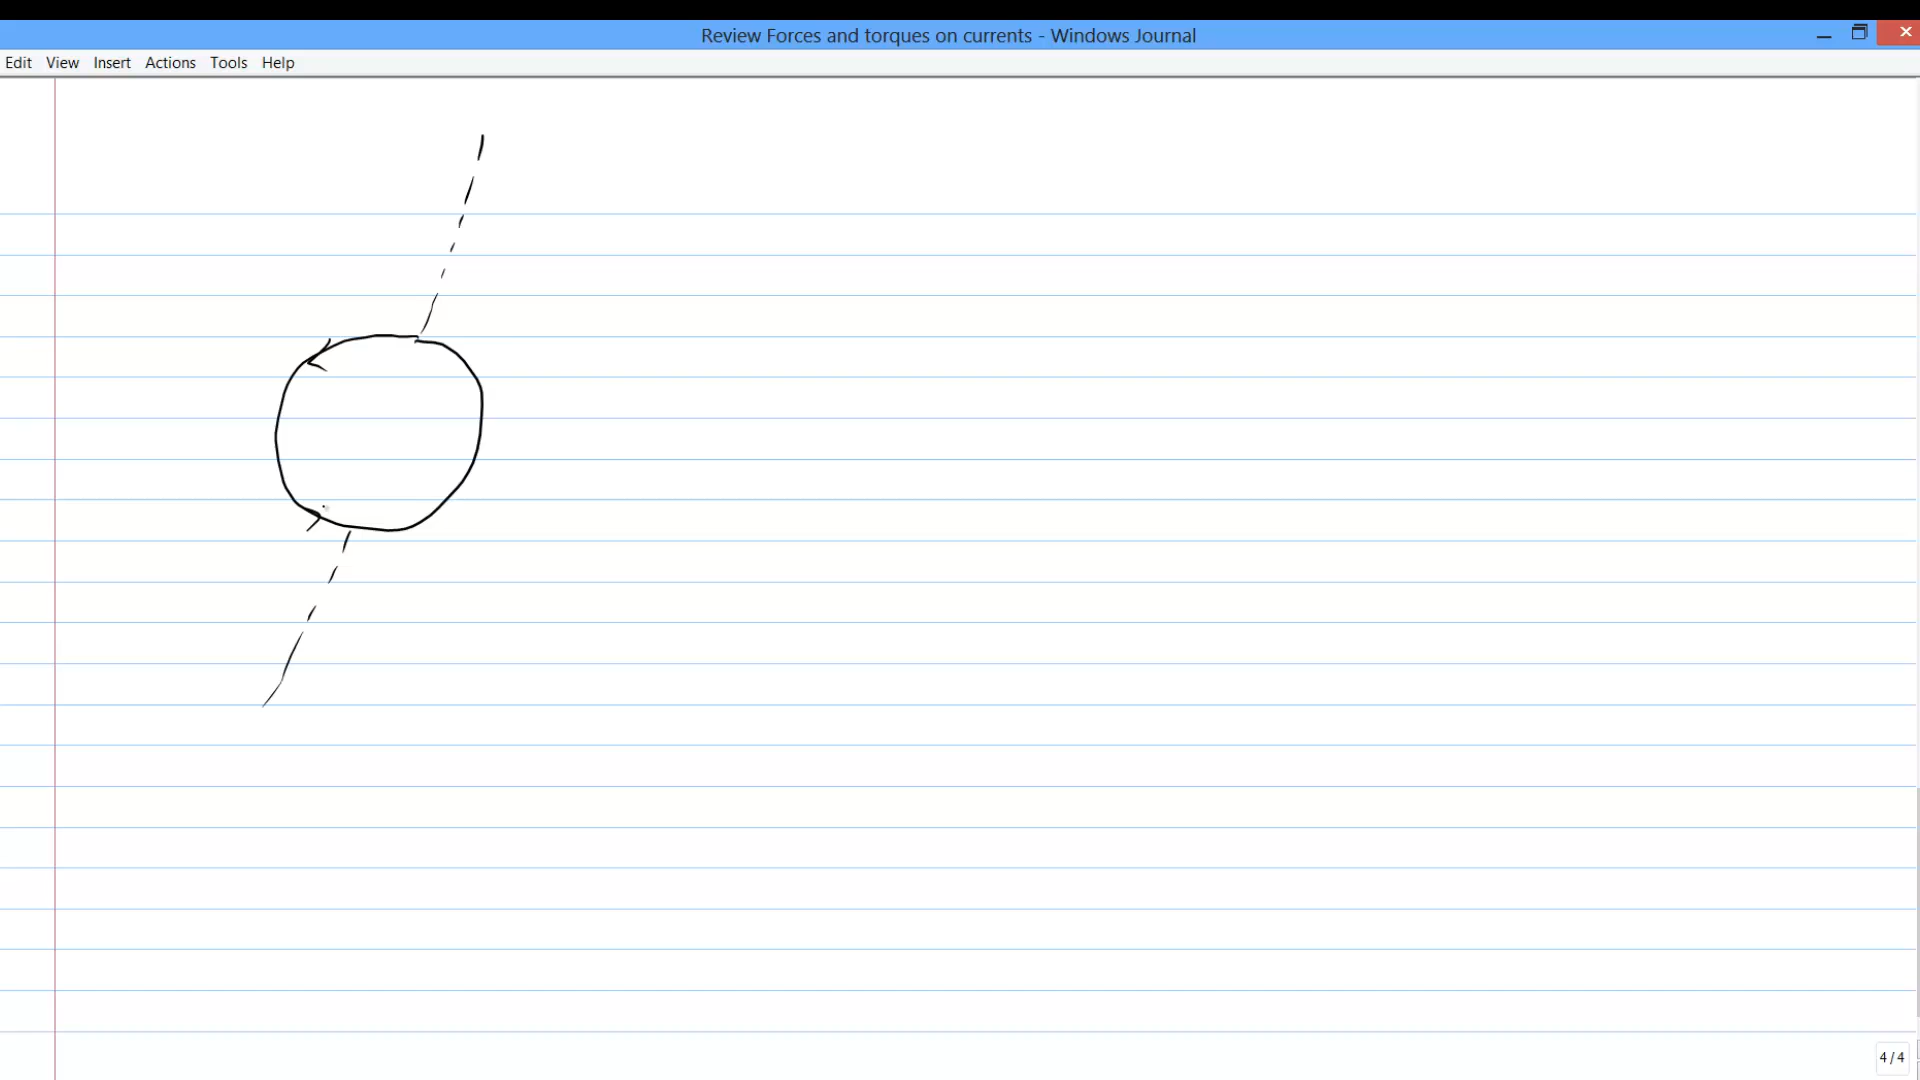 Review Forces and torques on currents - Windows Journal
Edit View Insert Actions Tools Help
4 / 4